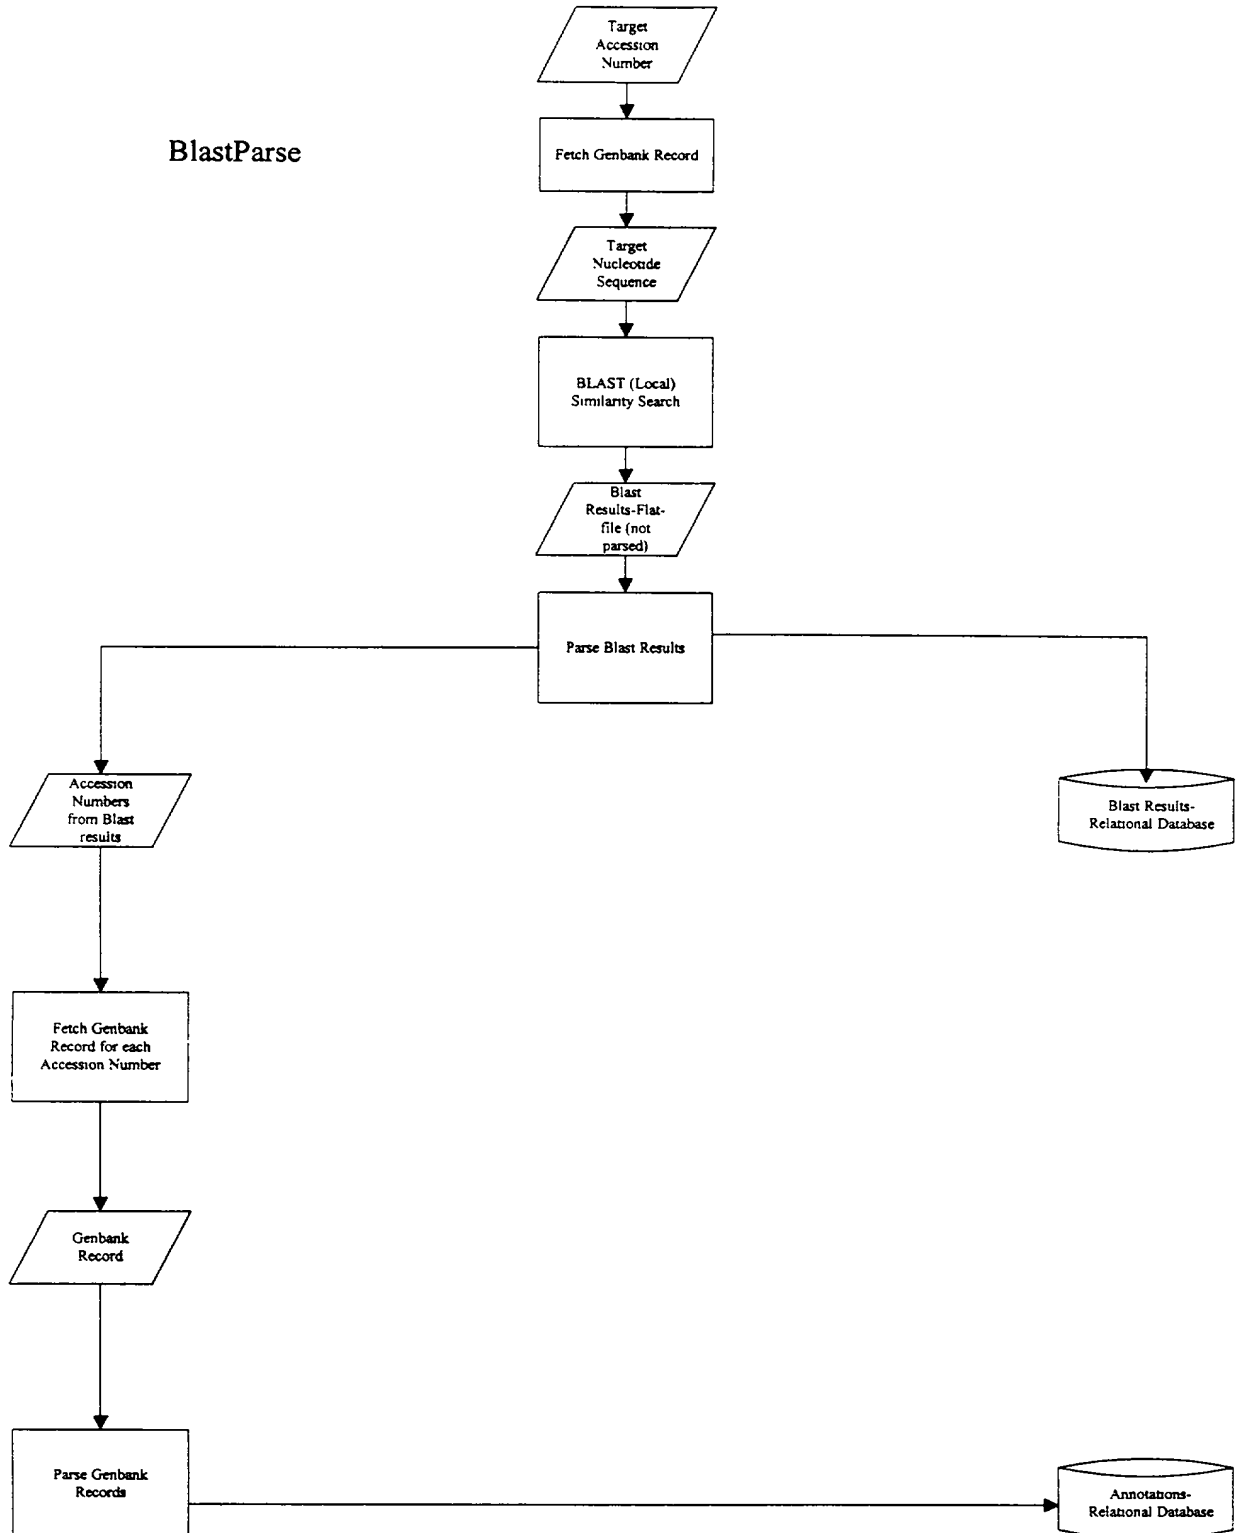 Target
Accession
Number
BlastParse
Fetch Genbank Record
Target
Nucleotide
Sequence
BLAST (Local)
Similarity Search
Blast
Results-Flat-
file (not
parsed)
Parse Blast Results
Accession
Numbers
from Blast
results
Blast Results-
Relational Database
Fetch Genbank
Record for each
Accession Number
Genbank
Record
Parse Genbank
Records
Annotations-
Relational Database